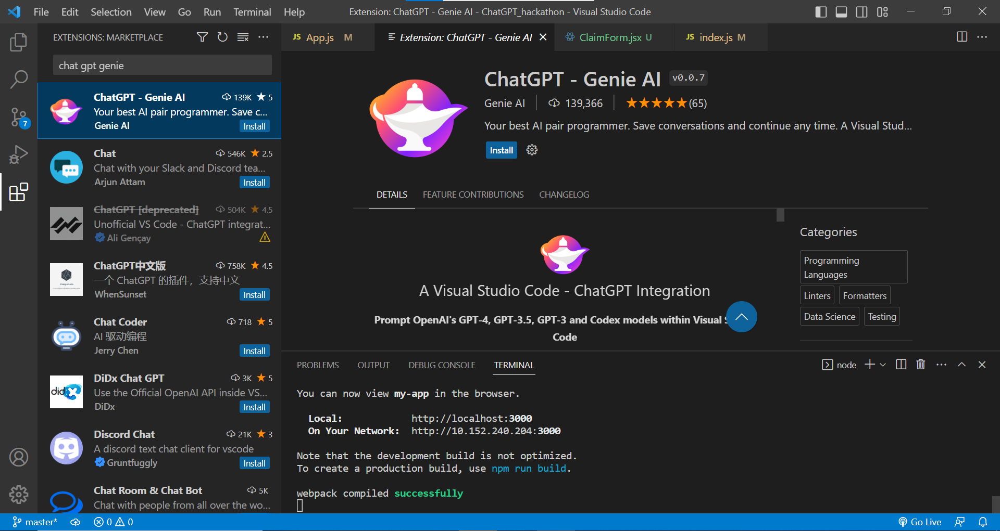 File Edit Selection View Go Run Terminal Help
Extension: ChatGPT - Genie AI - ChatGPT_hackathon - Visual Studio Code
EXTENSIONS: MARKETPLACE
chat gpt genie
ChatGPT - Genie AI 139K 5
Your best AI pair programmer. Save c...
Genie AI Install
Chat 546K 2.5
Chat with your Slack and Discord tea...
Arjun Attam Install
ChatGPT [deprecated] 504K 4.5
Unofficial VS Code - ChatGPT integrat...
Ali Gençay
ChatGPT中文版 758K 4.5
一个 ChatGPT 的插件，支持中文
WhenSunset Install
Chat Coder 718 5
AI 驱动编程
Jerry Chen Install
didx
DiDx Chat GPT 3K 5
Use the Official OpenAI API inside VS...
DiDx Install
Discord Chat 21K 3
A discord text chat client for vscode
Gruntfuggly Install
Chat Room & Chat Bot 5K
Chat with people from all over the wo...
7
JS App.js M
Extension: ChatGPT - Genie AI
ClaimForm.jsx U
JS index.js M
ChatGPT - Genie AI v0.0.7
Genie AI 139,366 (65)
Your best AI pair programmer. Save conversations and continue any time. A Visual Stud...
Install
DETAILS FEATURE CONTRIBUTIONS CHANGELOG
A Visual Studio Code - ChatGPT Integration
Prompt OpenAI's GPT-4, GPT-3.5, GPT-3 and Codex models within Visual S
Code
Categories
Programming
Languages
Linters Formatters
Data Science Testing
PROBLEMS OUTPUT DEBUG CONSOLE TERMINAL
node
You can now view my-app in the browser.
Local: http://localhost:3000
On Your Network: http://10.152.240.204:3000
Note that the development build is not optimized.
To create a production build, use npm run build.
webpack compiled successfully
master* 0 0
Go Live